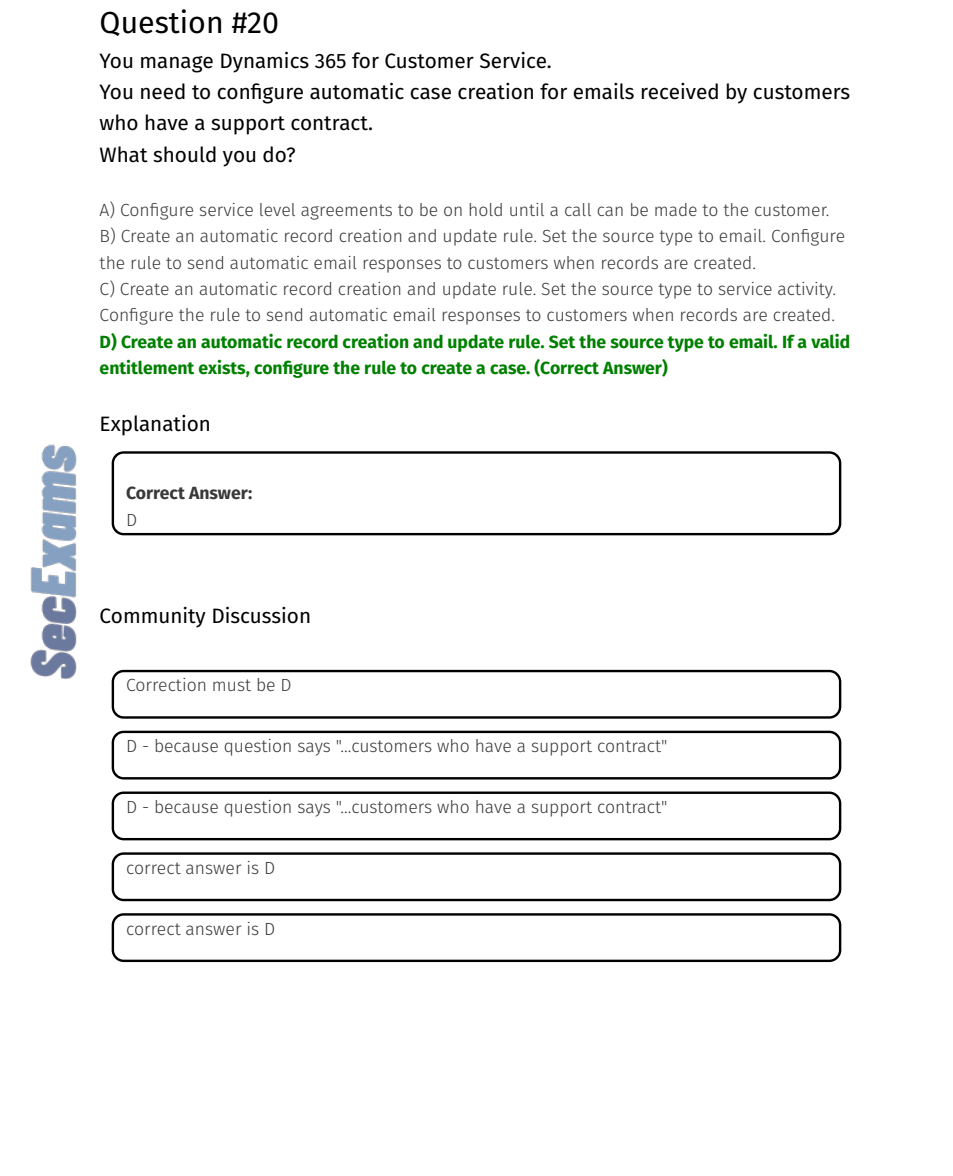 Question #20
You manage Dynamics 365 for Customer Service.
You need to configure automatic case creation for emails received by customers
who have a support contract.
What should you do?
A) Configure service level agreements to be on hold until a call can be made to the customer.
B) Create an automatic record creation and update rule. Set the source type to email. Configure
the rule to send automatic email responses to customers when records are created.
C) Create an automatic record creation and update rule. Set the source type to service activity.
Configure the rule to send automatic email responses to customers when records are created.
D) Create an automatic record creation and update rule. Set the source type to email. If a valid
entitlement exists, configure the rule to create a case. (Correct Answer)
Explanation
Correct Answer:
D
SecExams
Community Discussion
Correction must be D
D - because question says "...customers who have a support contract"
D - because question says "...customers who have a support contract"
correct answer is D
correct answer is D